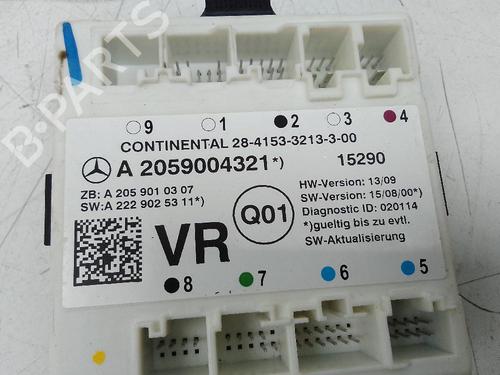 B-PARTS
9 1 2 3 4
CONTINENTAL 28-4153-3213-3-00
A 2059004321*) 15290
ZB: A 205 901 03 07
SW:A 222 902 53 11*)
HW-Version: 13/09
SW-Version: 15/08/00*)
Diagnostic ID: 020114
*)gueltig bis zu evtl.
SW-Aktualisierung
VR
Q01
8 7 6 5